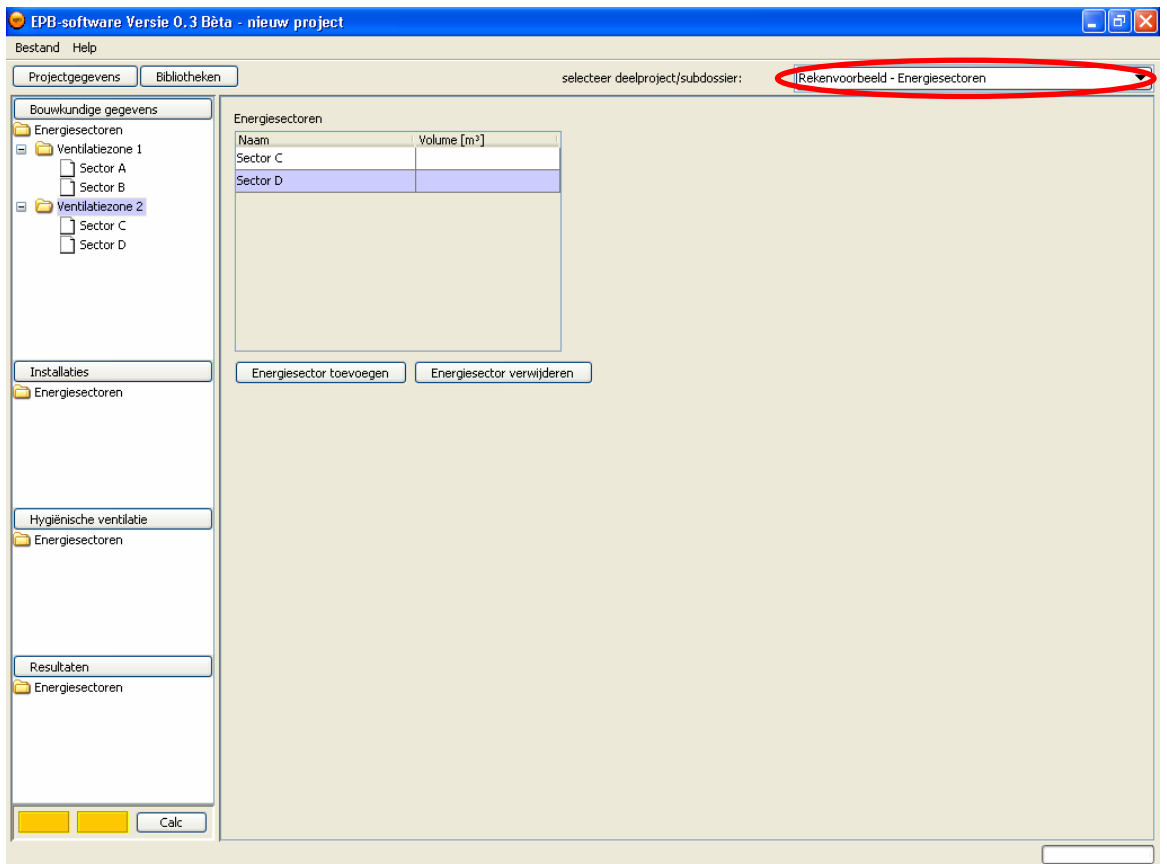 EPB-software Versie 0.3 Bèta - nieuw project
Bestand Help
Projectgegevens Bibliotheken selecteer deelproject/subdossier: Rekenvoorbeeld - Energiesectoren
Bouwkundige gegevens
Energiesectoren
Ventilatiezone 1
Sector A
Sector B
Ventilatiezone 2
Sector C
Sector D
Energiesectoren
Naam Volume [m³]
Sector C
Sector D
Energiesector toevoegen Energiesector verwijderen
Installaties
Energiesectoren
Hygiënische ventilatie
Energiesectoren
Resultaten
Energiesectoren
Calc